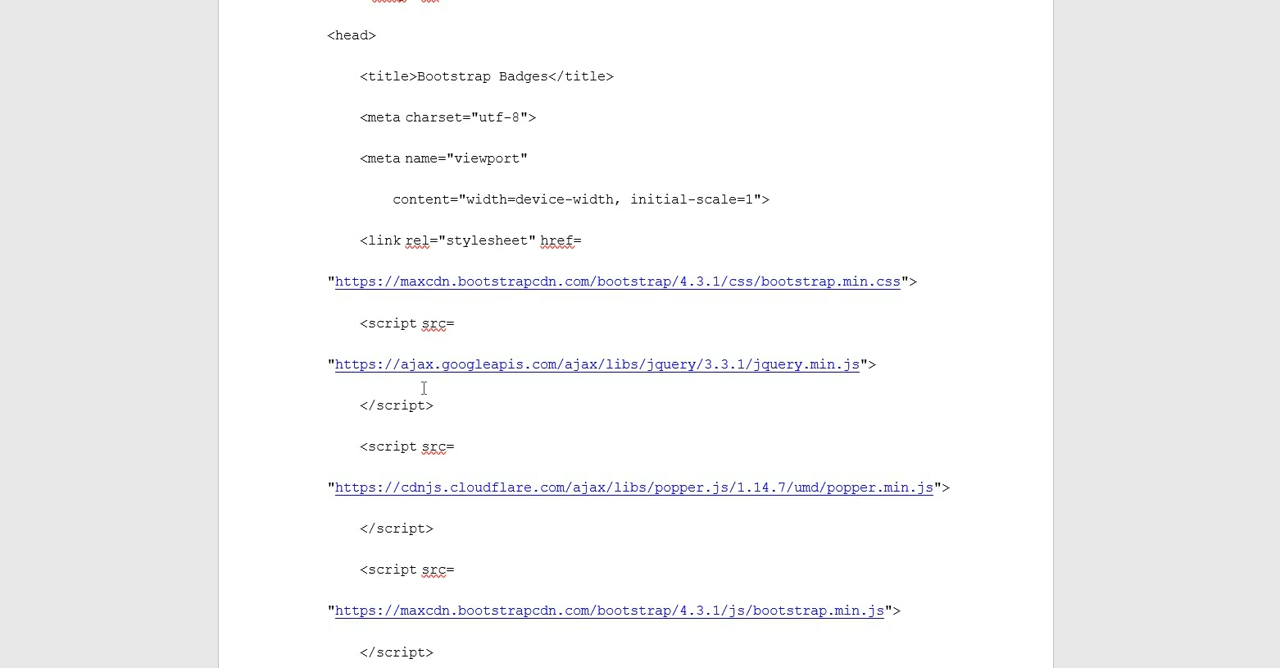 <head>
<title>Bootstrap Badges</title>
<meta charset="utf-8">
<meta name="viewport"
content="width=device-width, initial-scale=1">
<link rel="stylesheet" href=
"https://maxcdn.bootstrapcdn.com/bootstrap/4.3.1/css/bootstrap.min.css">
<script src=
"https://ajax.googleapis.com/ajax/libs/jquery/3.3.1/jquery.min.js">
</script>
<script src=
"https://cdnjs.cloudflare.com/ajax/libs/popper.js/1.14.7/umd/popper.min.js">
</script>
<script src=
"https://maxcdn.bootstrapcdn.com/bootstrap/4.3.1/js/bootstrap.min.js">
</script>